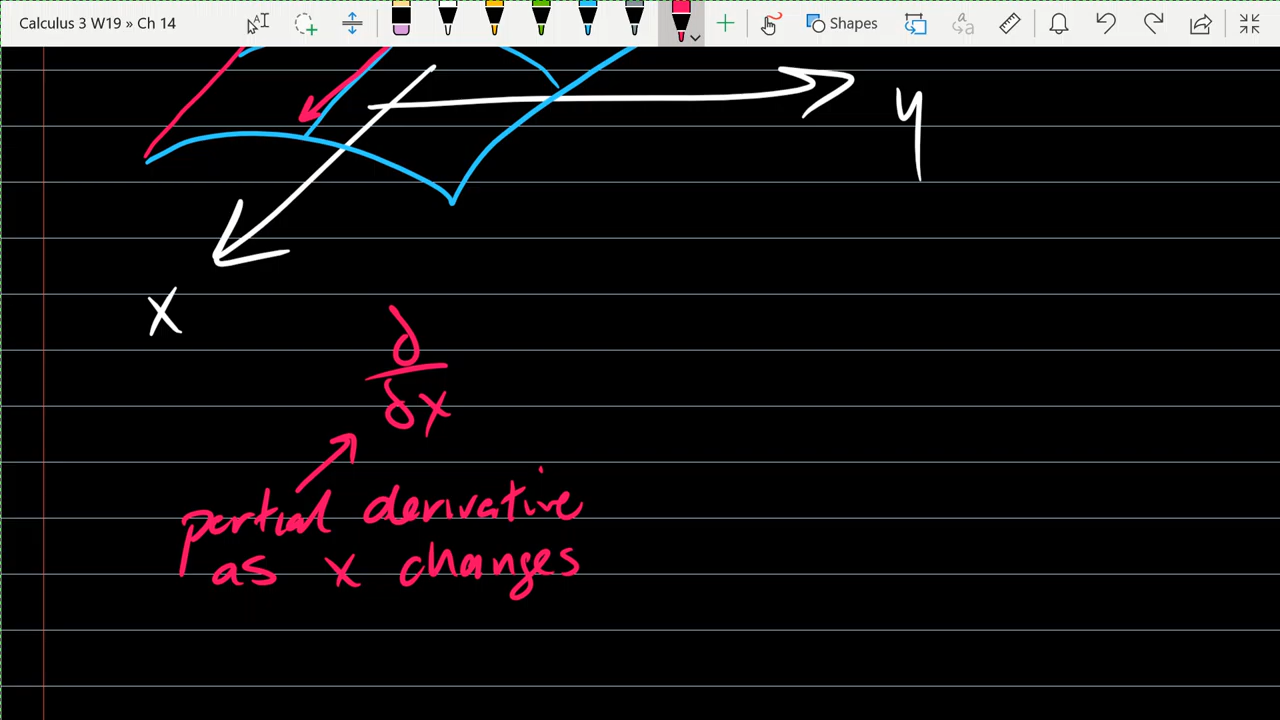 Calculus 3 W19 » Ch 14
Shapes
y
x
∂
∂x
partial derivative
as x changes